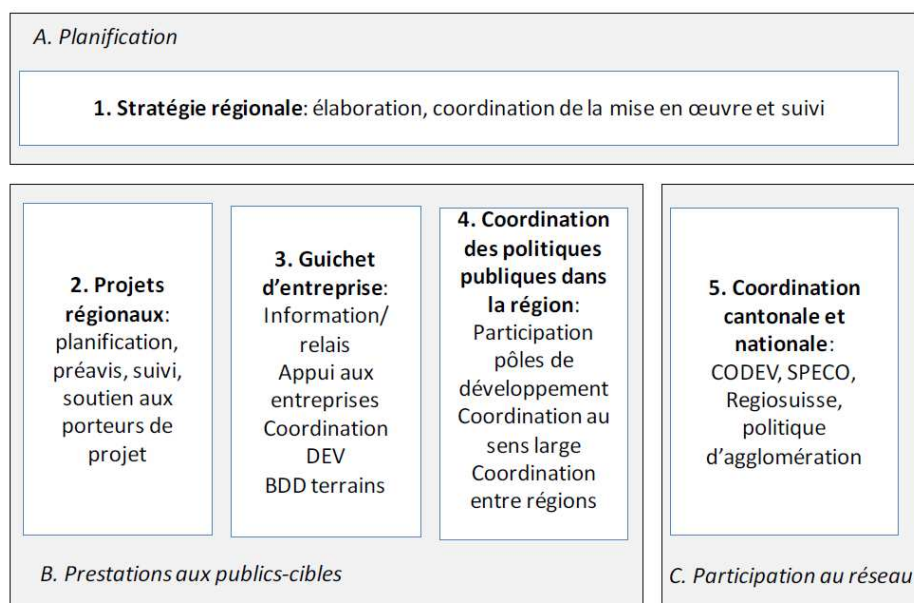 A. Planification
1. Stratégie régionale: élaboration, coordination de la mise en œuvre et suivi
2. Projets
régionaux:
planification,
préavis, suivi,
soutien aux
porteurs de
projet
3. Guichet
d’entreprise:
Information/
relais
Appui aux
entreprises
Coordination
DEV
BDD terrains
4. Coordination
des politiques
publiques dans
la région:
Participation
pôles de
développement
Coordination au
sens large
Coordination
entre régions
B. Prestations aux publics-cibles
5. Coordination
cantonale et
nationale:
CODEV, SPECO,
Regiosuisse,
politique
d’agglomération
C. Participation au réseau